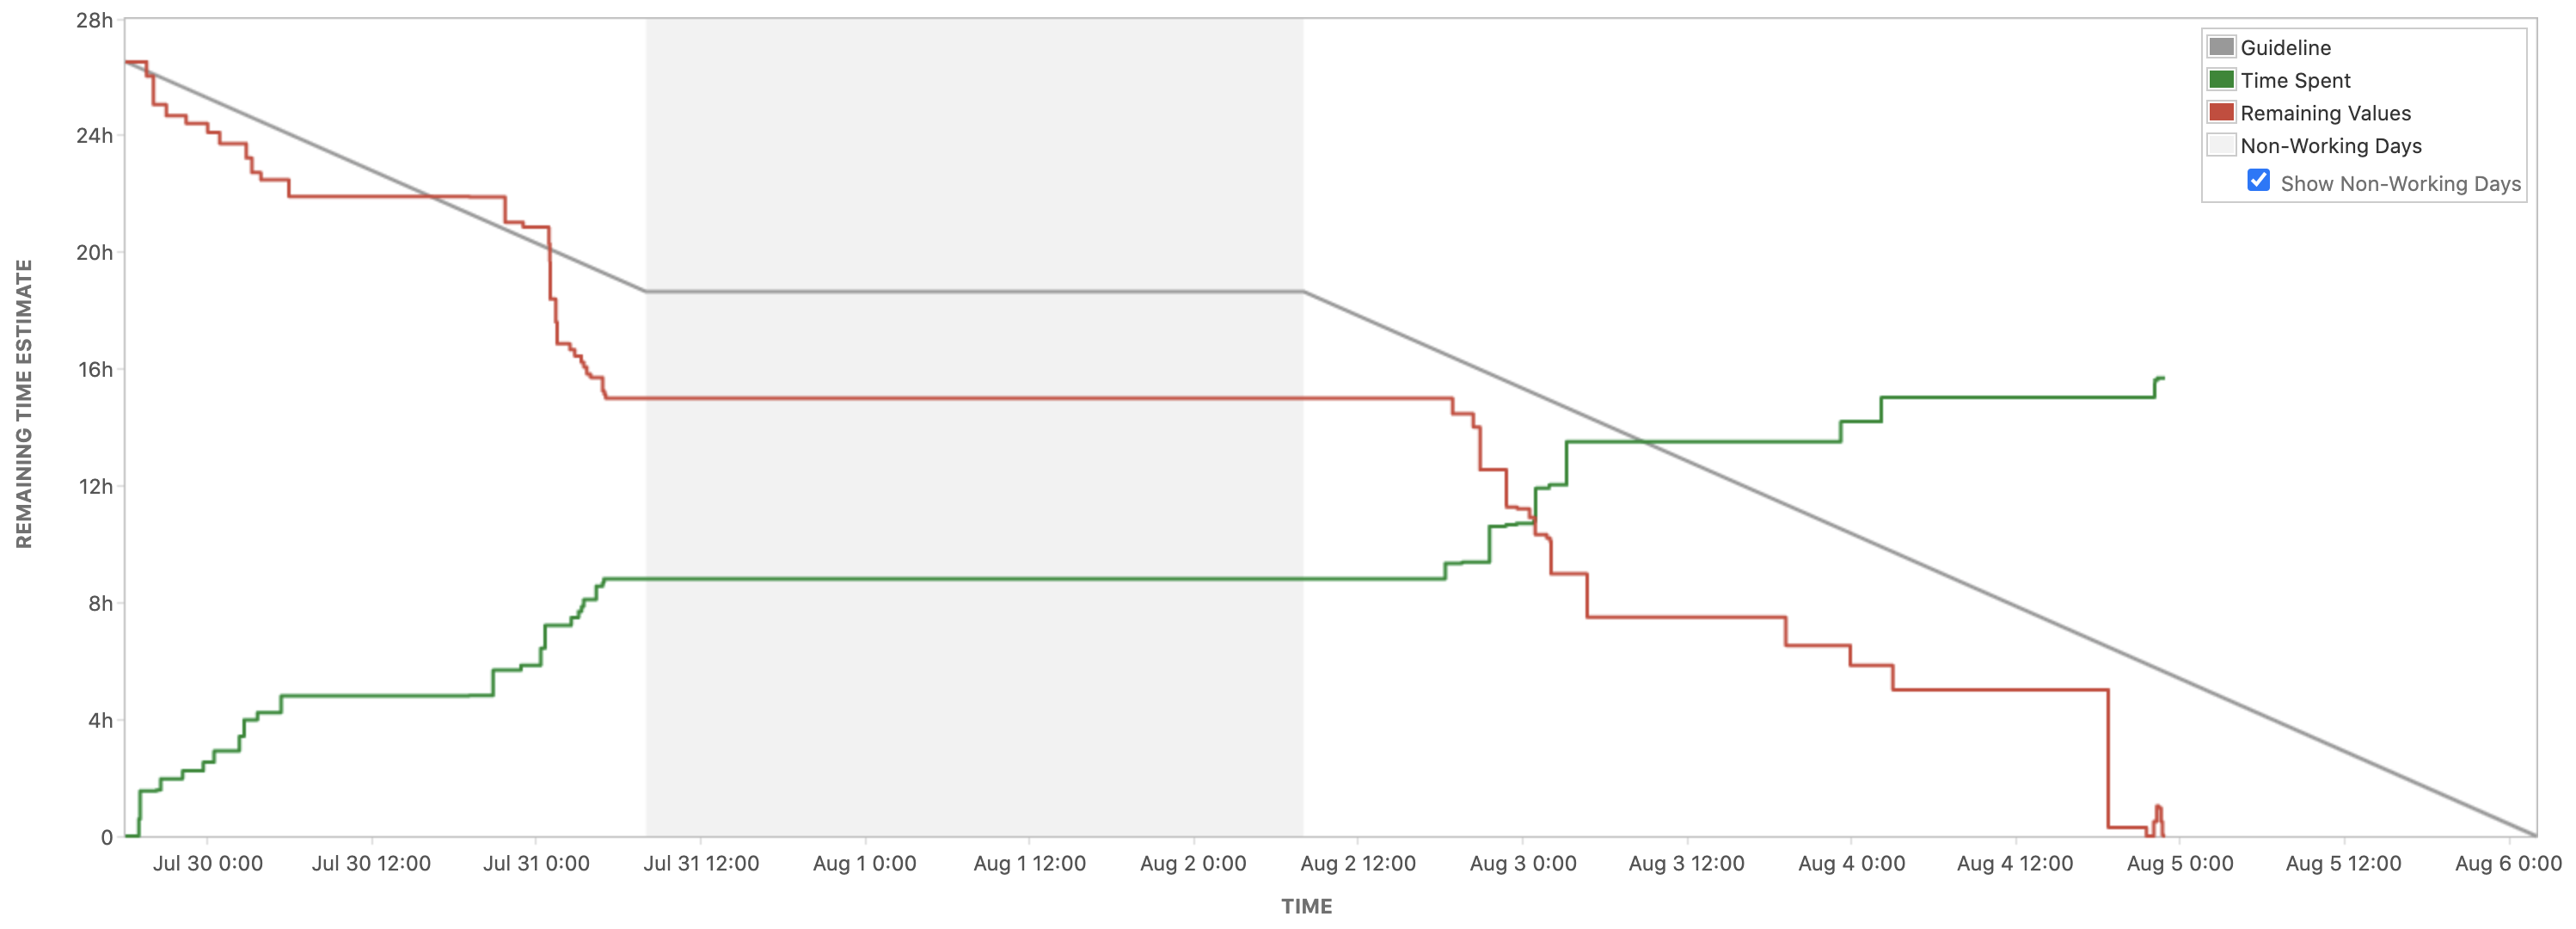 28h
24h
20h
16h
12h
8h
4h
0
REMAINING TIME ESTIMATE
Guideline
Time Spent
Remaining Values
Non-Working Days
Show Non-Working Days
Jul 30 0:00 Jul 30 12:00 Jul 31 0:00 Jul 31 12:00 Aug 1 0:00 Aug 1 12:00 Aug 2 0:00 Aug 2 12:00 Aug 3 0:00 Aug 3 12:00 Aug 4 0:00 Aug 4 12:00 Aug 5 0:00 Aug 5 12:00 Aug 6 0:00
TIME